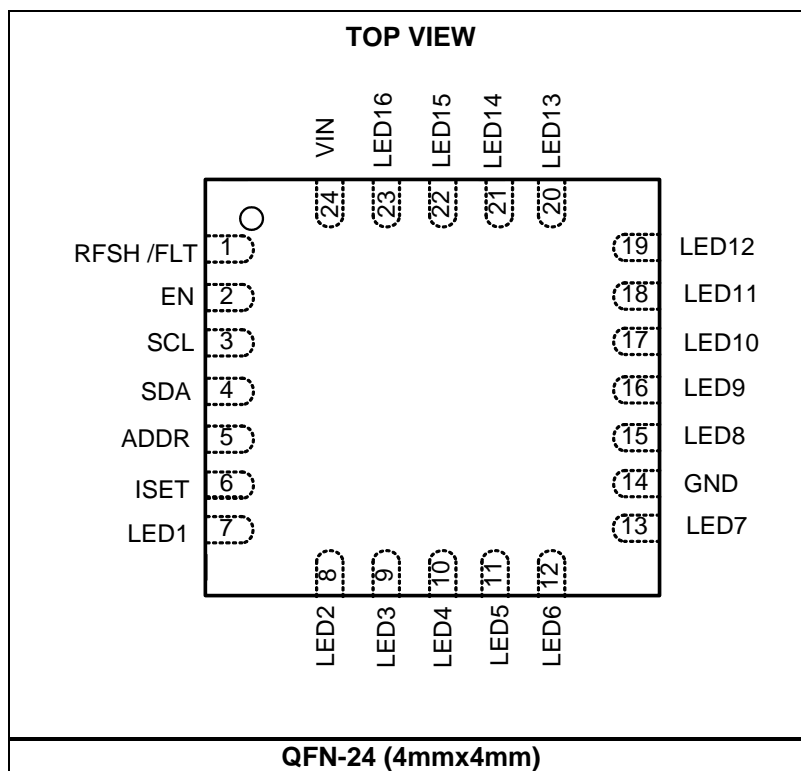 TOP VIEW
VIN
LED16
LED15
LED14
LED13
24
23
22
21
20
RFSH /FLT
1
EN
2
SCL
3
SDA
4
ADDR
5
ISET
6
LED1
7
19
LED12
18
LED11
17
LED10
16
LED9
15
LED8
14
GND
13
LED7
8
9
10
11
12
LED2
LED3
LED4
LED5
LED6
QFN-24 (4mmx4mm)